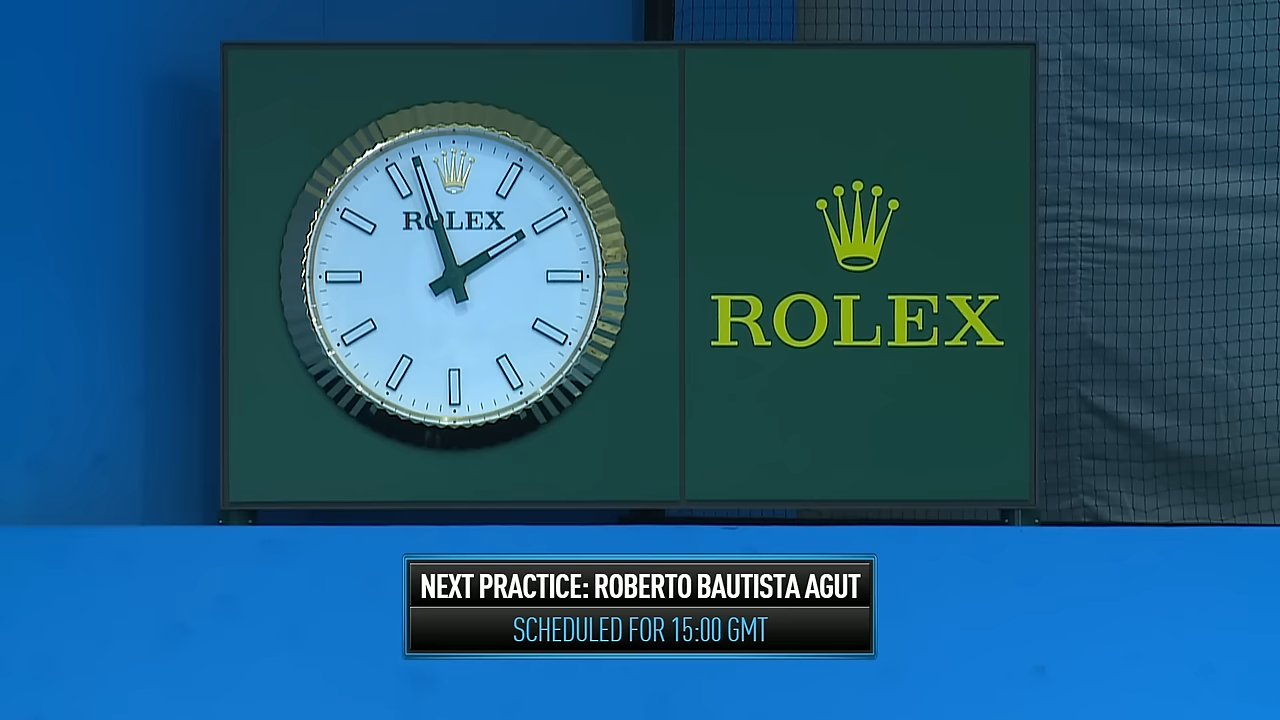 ROLEX
ROLEX
NEXT PRACTICE: ROBERTO BAUTISTA AGUT
SCHEDULED FOR 15:00 GMT